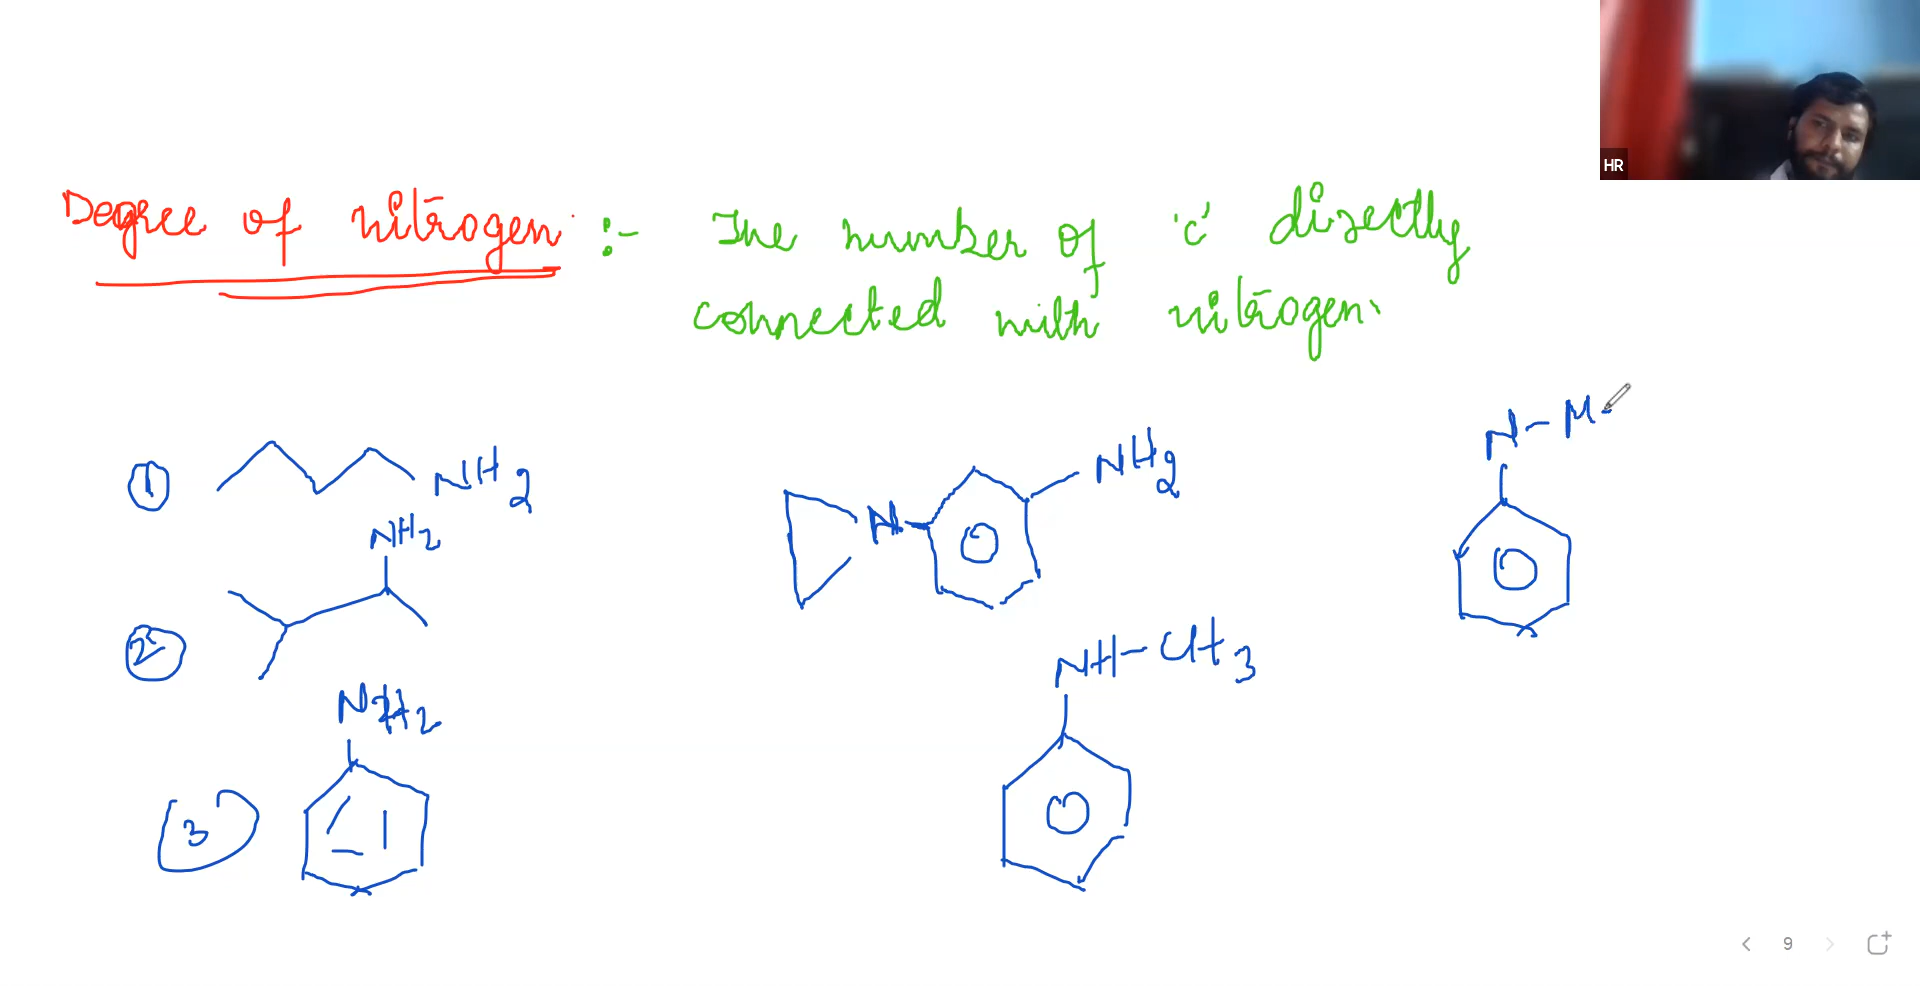 HR
Degree of nitrogen :- The number of 'c' directly
connected with nitrogen.
N-M
1 NH2
NH2
NH2
N
2
NH-CH3
NH2
3
9